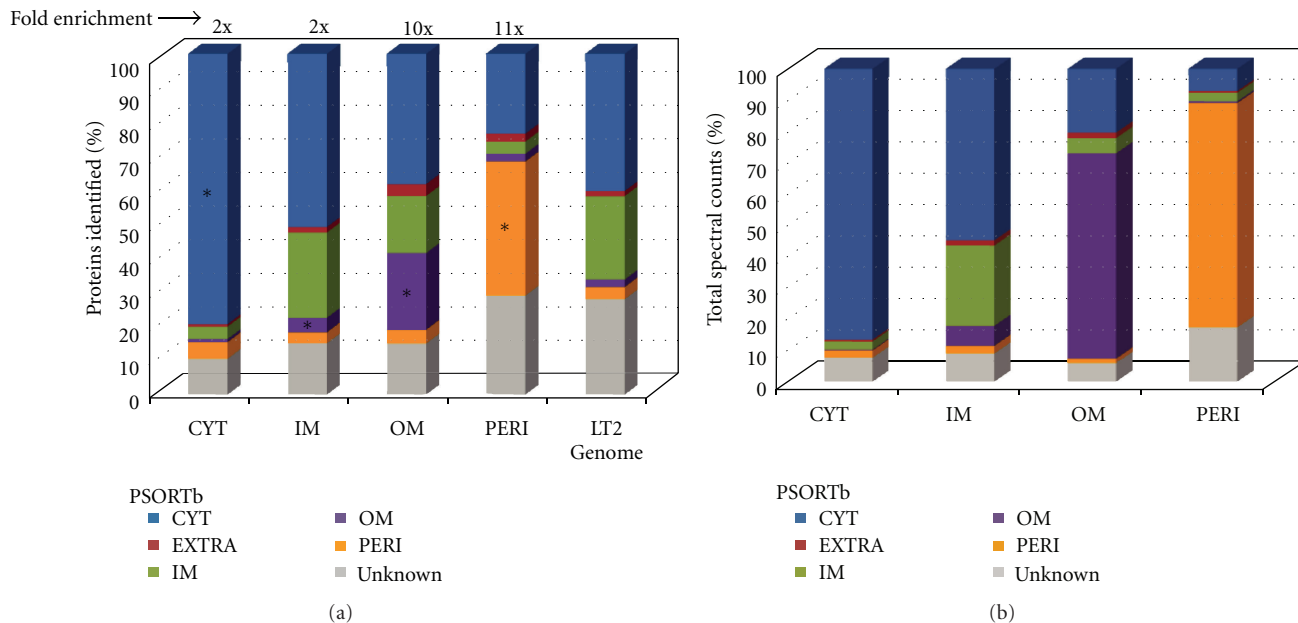 Fold enrichment
2x 2x 10x 11x
Proteins identified (%)
100
90
80
70
60
50
40
30
20
10
0
*
*
*
*
CYT IM OM PERI LT2
Genome
PSORTb
CYT OM
EXTRA PERI
IM Unknown
(a)
Total spectral counts (%)
100
90
80
70
60
50
40
30
20
10
0
CYT IM OM PERI
PSORTb
CYT OM
EXTRA PERI
IM Unknown
(b)